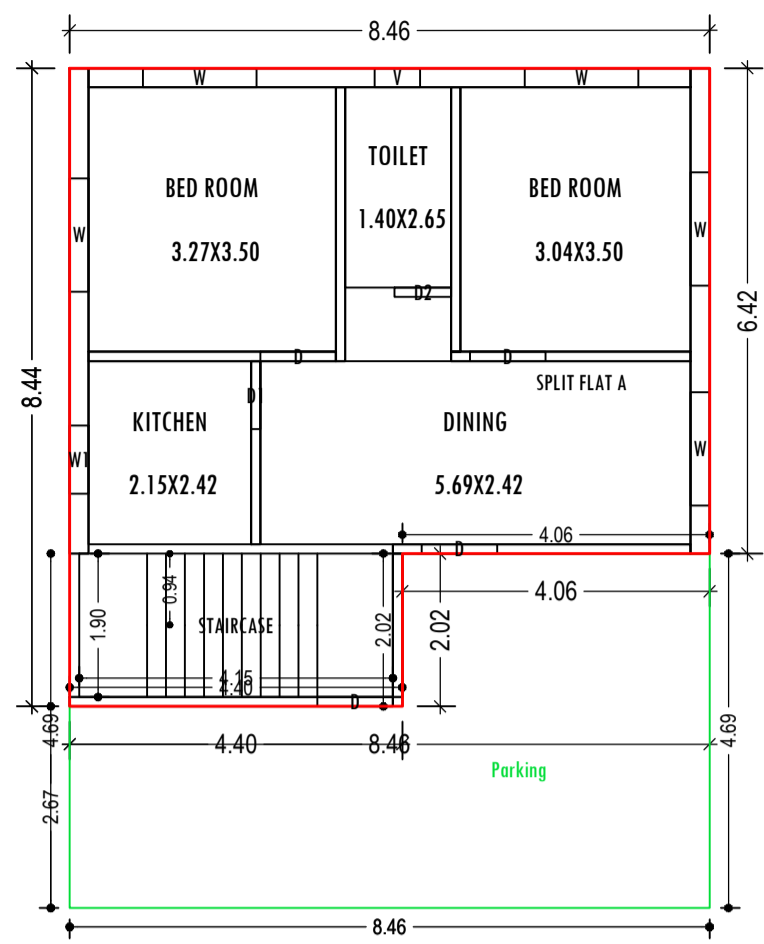 8.46
W
V
W
TOILET
1.40X2.65
BED ROOM
3.27X3.50
BED ROOM
3.04X3.50
W
W
D2
6.42
8.44
D
D
SPLIT FLAT A
D
KITCHEN
2.15X2.42
DINING
5.69X2.42
W1
W
4.06
D
4.06
0.94
1.90
STAIRCASE
2.02
2.02
4.15
4.40
D
4.69
4.40
8.46
4.69
Parking
2.67
8.46